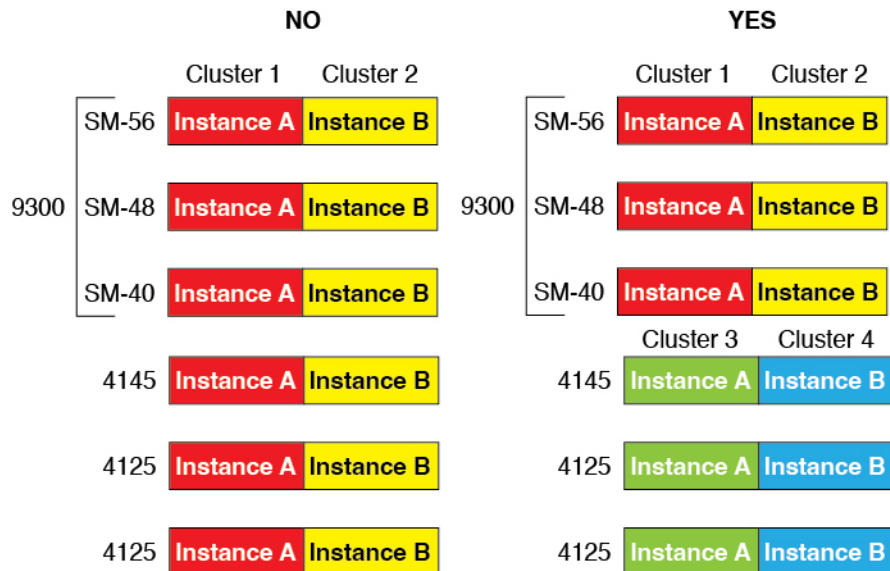 NO YES
Cluster 1 Cluster 2 Cluster 1 Cluster 2
SM-56 Instance A Instance B SM-56 Instance A Instance B
9300 SM-48 Instance A Instance B 9300 SM-48 Instance A Instance B
SM-40 Instance A Instance B SM-40 Instance A Instance B
Cluster 3 Cluster 4
4145 Instance A Instance B 4145 Instance A Instance B
4125 Instance A Instance B 4125 Instance A Instance B
4125 Instance A Instance B 4125 Instance A Instance B